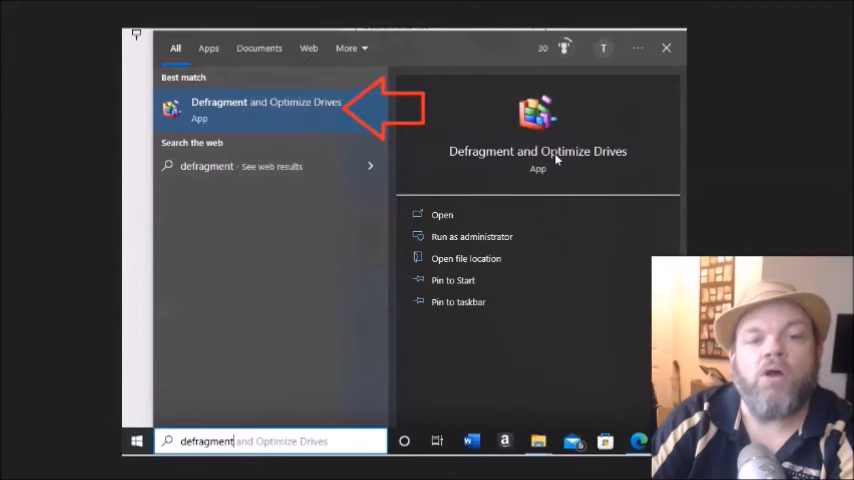 All Apps Documents Web More 30 T
Best match
Defragment and Optimize Drives
App
Search the web
defragment - See web results
Defragment and Optimize Drives
App
Open
Run as administrator
Open file location
Pin to Start
Pin to taskbar
defragment and Optimize Drives